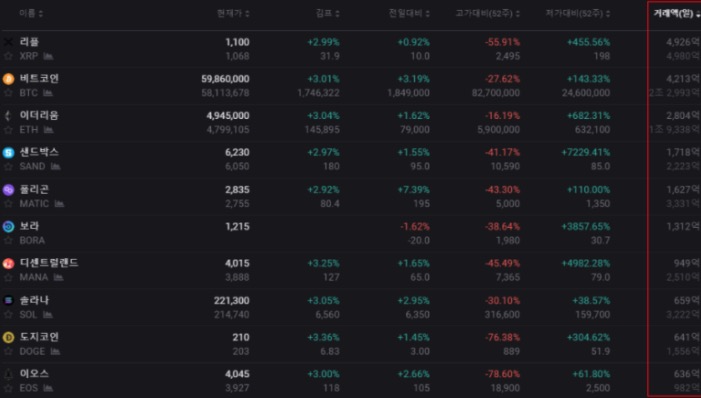 이름 현재가 김프 전일대비 고가대비(52주) 저가대비(52주) 거래액(일)
리플 1,100 +2.99% +0.92% -55.91% +455.56% 4,926억
XRP 1,068 31.9 10.0 2,495 198 4,980억
비트코인 59,860,000 +3.01% +3.19% -27.62% +143.33% 4,213억
BTC 58,113,678 1,746,322 1,849,000 82,700,000 24,600,000 2조 2,993억
이더리움 4,945,000 +3.04% +1.62% -16.19% +682.31% 2,804억
ETH 4,799,105 145,895 79,000 5,900,000 632,100 1조 9,338억
샌드박스 6,230 +2.97% +1.55% -41.17% +7229.41% 1,718억
SAND 6,050 180 95.0 10,590 85.0 2,223억
폴리곤 2,835 +2.92% +7.39% -43.30% +110.00% 1,627억
MATIC 2,755 80.4 195 5,000 1,350 3,331억
보라 1,215 -1.62% -38.64% +3857.65% 1,312억
BORA -20.0 1,980 30.7
디센트럴랜드 4,015 +3.25% +1.65% -45.49% +4982.28% 949억
MANA 3,888 127 65.0 7,365 79.0 2,510억
솔라나 221,300 +3.05% +2.95% -30.10% +38.57% 659억
SOL 214,740 6,560 6,350 316,600 159,700 3,222억
도지코인 210 +3.36% +1.45% -76.38% +304.62% 641억
DOGE 203 6.83 3.00 889 51.9 1,556억
이오스 4,045 +3.00% +2.66% -78.60% +61.80% 636억
EOS 3,927 118 105 18,900 2,500 982억